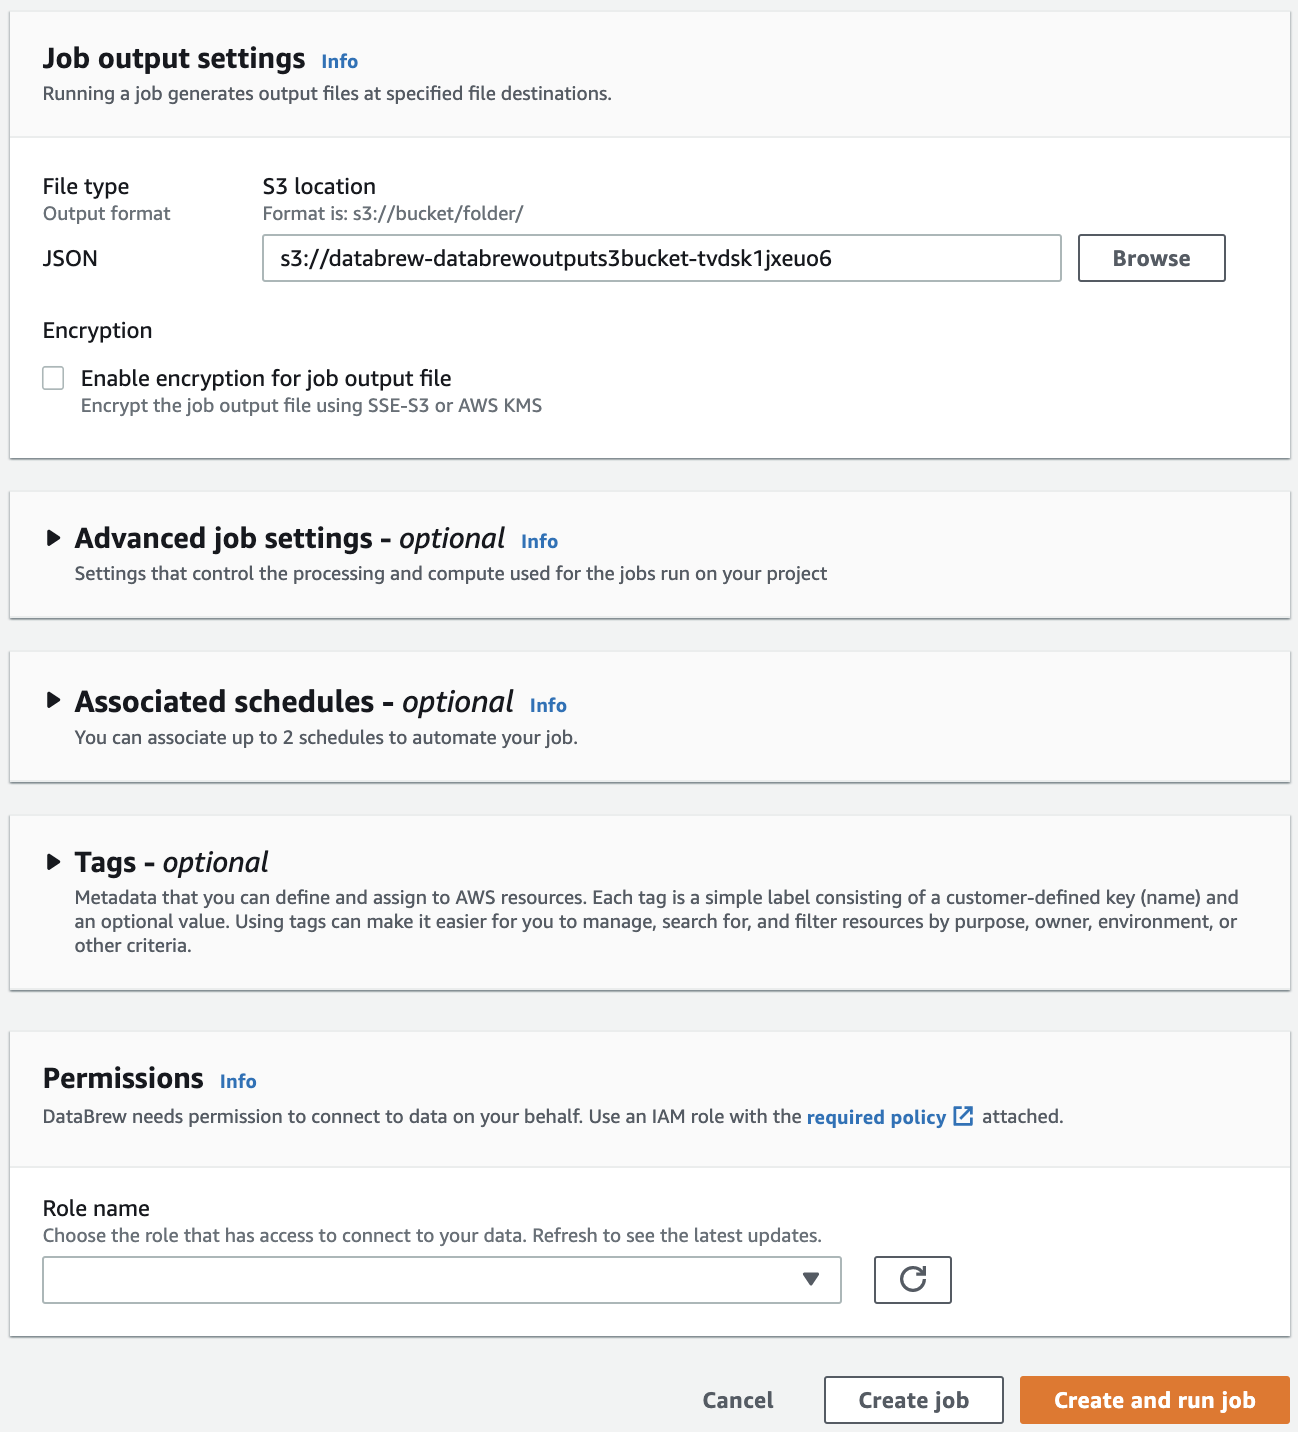 Job output settings Info
Running a job generates output files at specified file destinations.
File type S3 location
Output format Format is: s3://bucket/folder/
JSON s3://databrew-databrewoutputs3bucket-tvdsk1jxeuo6 Browse
Encryption
Enable encryption for job output file
Encrypt the job output file using SSE-S3 or AWS KMS
Advanced job settings - optional Info
Settings that control the processing and compute used for the jobs run on your project
Associated schedules - optional Info
You can associate up to 2 schedules to automate your job.
Tags - optional
Metadata that you can define and assign to AWS resources. Each tag is a simple label consisting of a customer-defined key (name) and
an optional value. Using tags can make it easier for you to manage, search for, and filter resources by purpose, owner, environment, or
other criteria.
Permissions Info
DataBrew needs permission to connect to data on your behalf. Use an IAM role with the required policy attached.
Role name
Choose the role that has access to connect to your data. Refresh to see the latest updates.
Cancel Create job Create and run job